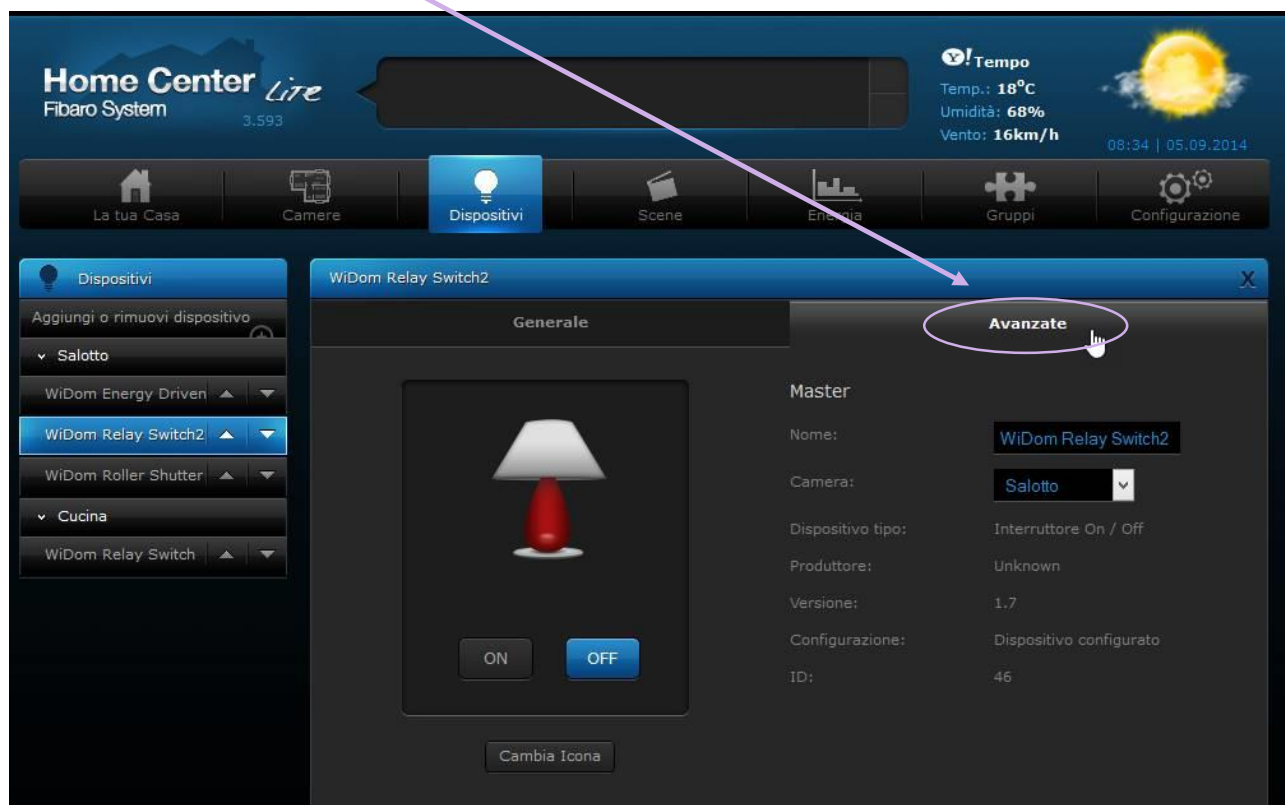 Home Center Lite
Fibaro System
3.593
Y! Tempo
Temp.: 18°C
Umidità: 68%
Vento: 16km/h
08:34 | 05.09.2014
La tua Casa
Camere
Dispositivi
Scene
Energia
Gruppi
Configurazione
Dispositivi
Aggiungi o rimuovi dispositivo
Salotto
WiDom Energy Driven
WiDom Relay Switch2
WiDom Roller Shutter
Cucina
WiDom Relay Switch
WiDom Relay Switch2
X
Generale
Avanzate
ON
OFF
Cambia Icona
Master
Nome: WiDom Relay Switch2
Camera: Salotto
Dispositivo tipo: Interruttore On / Off
Produttore: Unknown
Versione: 1.7
Configurazione: Dispositivo configurato
ID: 46